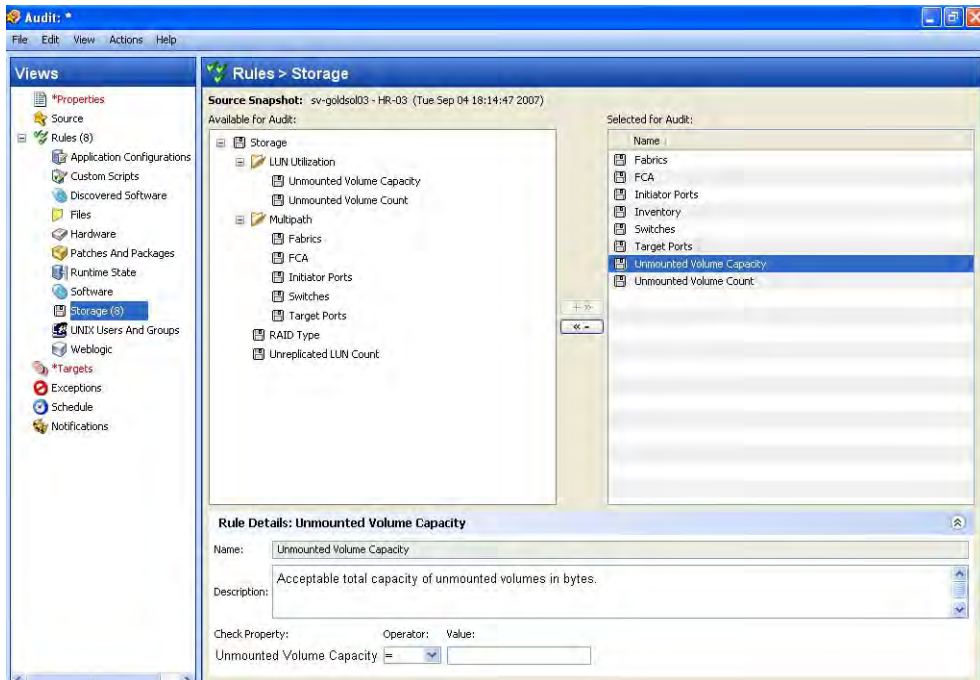 Audit: *
File Edit View Actions Help
Views
*Properties
Source
Rules (8)
Application Configurations
Custom Scripts
Discovered Software
Files
Hardware
Patches And Packages
Runtime State
Software
Storage (8)
UNIX Users And Groups
Weblogic
*Targets
Exceptions
Schedule
Notifications
Rules > Storage
Source Snapshot: sv-goldsol03 - HR-03 (Tue Sep 04 18:14:47 2007)
Available for Audit:
Storage
LUN Utilization
Unmounted Volume Capacity
Unmounted Volume Count
Multipath
Fabrics
FCA
Initiator Ports
Switches
Target Ports
RAID Type
Unreplicated LUN Count
+ »
« -
Selected for Audit:
Name
Fabrics
FCA
Initiator Ports
Inventory
Switches
Target Ports
Unmounted Volume Capacity
Unmounted Volume Count
Rule Details: Unmounted Volume Capacity
Name: Unmounted Volume Capacity
Description: Acceptable total capacity of unmounted volumes in bytes.
Check Property: Operator: Value:
Unmounted Volume Capacity =